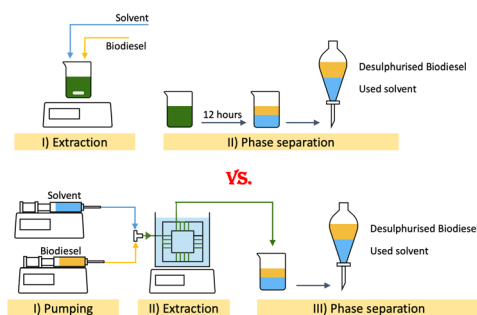 Solvent
Biodiesel
12 hours
Desulphurised Biodiesel
Used solvent
I) Extraction
II) Phase separation
VS.
Solvent
Biodiesel
Desulphurised Biodiesel
Used solvent
I) Pumping
II) Extraction
III) Phase separation